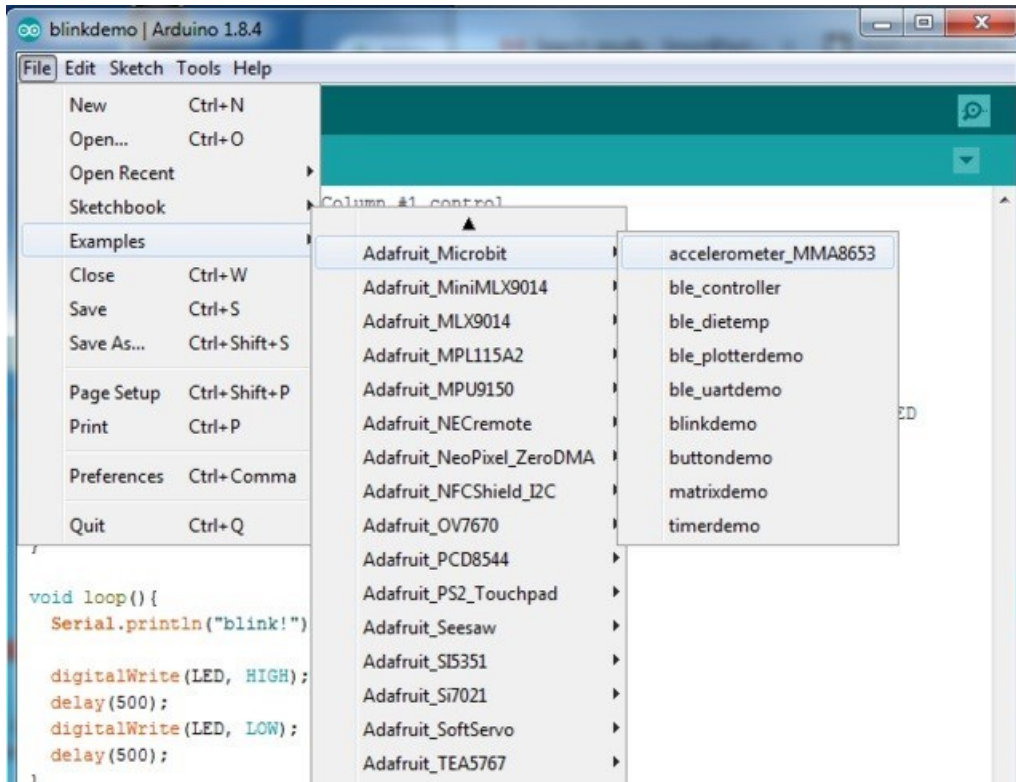 blinkdemo | Arduino 1.8.4
File Edit Sketch Tools Help
New Ctrl+N
Open... Ctrl+O
Open Recent
Sketchbook
Examples
Close Ctrl+W
Save Ctrl+S
Save As... Ctrl+Shift+S
Page Setup Ctrl+Shift+P
Print Ctrl+P
Preferences Ctrl+Comma
Quit Ctrl+Q
Column #1 control
Adafruit_Microbit
Adafruit_MiniMLX9014
Adafruit_MLX9014
Adafruit_MPL115A2
Adafruit_MPU9150
Adafruit_NECremote
Adafruit_NeoPixel_ZeroDMA
Adafruit_NFCShield_I2C
Adafruit_OV7670
Adafruit_PCD8544
Adafruit_PS2_Touchpad
Adafruit_Seesaw
Adafruit_SI5351
Adafruit_Si7021
Adafruit_SoftServo
Adafruit_TEA5767
accelerometer_MMA8653
ble_controller
ble_dietemp
ble_plotterdemo
ble_uartdemo
blinkdemo
buttondemo
matrixdemo
timerdemo
ED
}
void loop(){
Serial.println("blink!")
digitalWrite(LED, HIGH);
delay(500);
digitalWrite(LED, LOW);
delay(500);
}